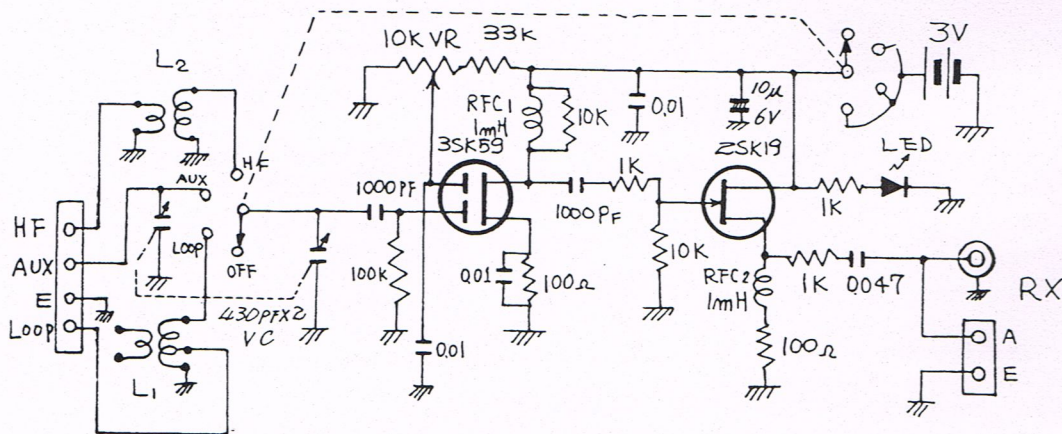 10K VR
33K
3V
L2
RFC1
1mH
10K
0.01
10μ
6V
3SK59
2SK19
LED
HF
AUX
1000PF
1K
1000PF
1K
HF
LOOP
OFF
AUX
100K
0.01
100Ω
10K
RFC2
1mH
1K
0047
RX
E
430PFX2
VC
Loop
0.01
100Ω
A
L1
E